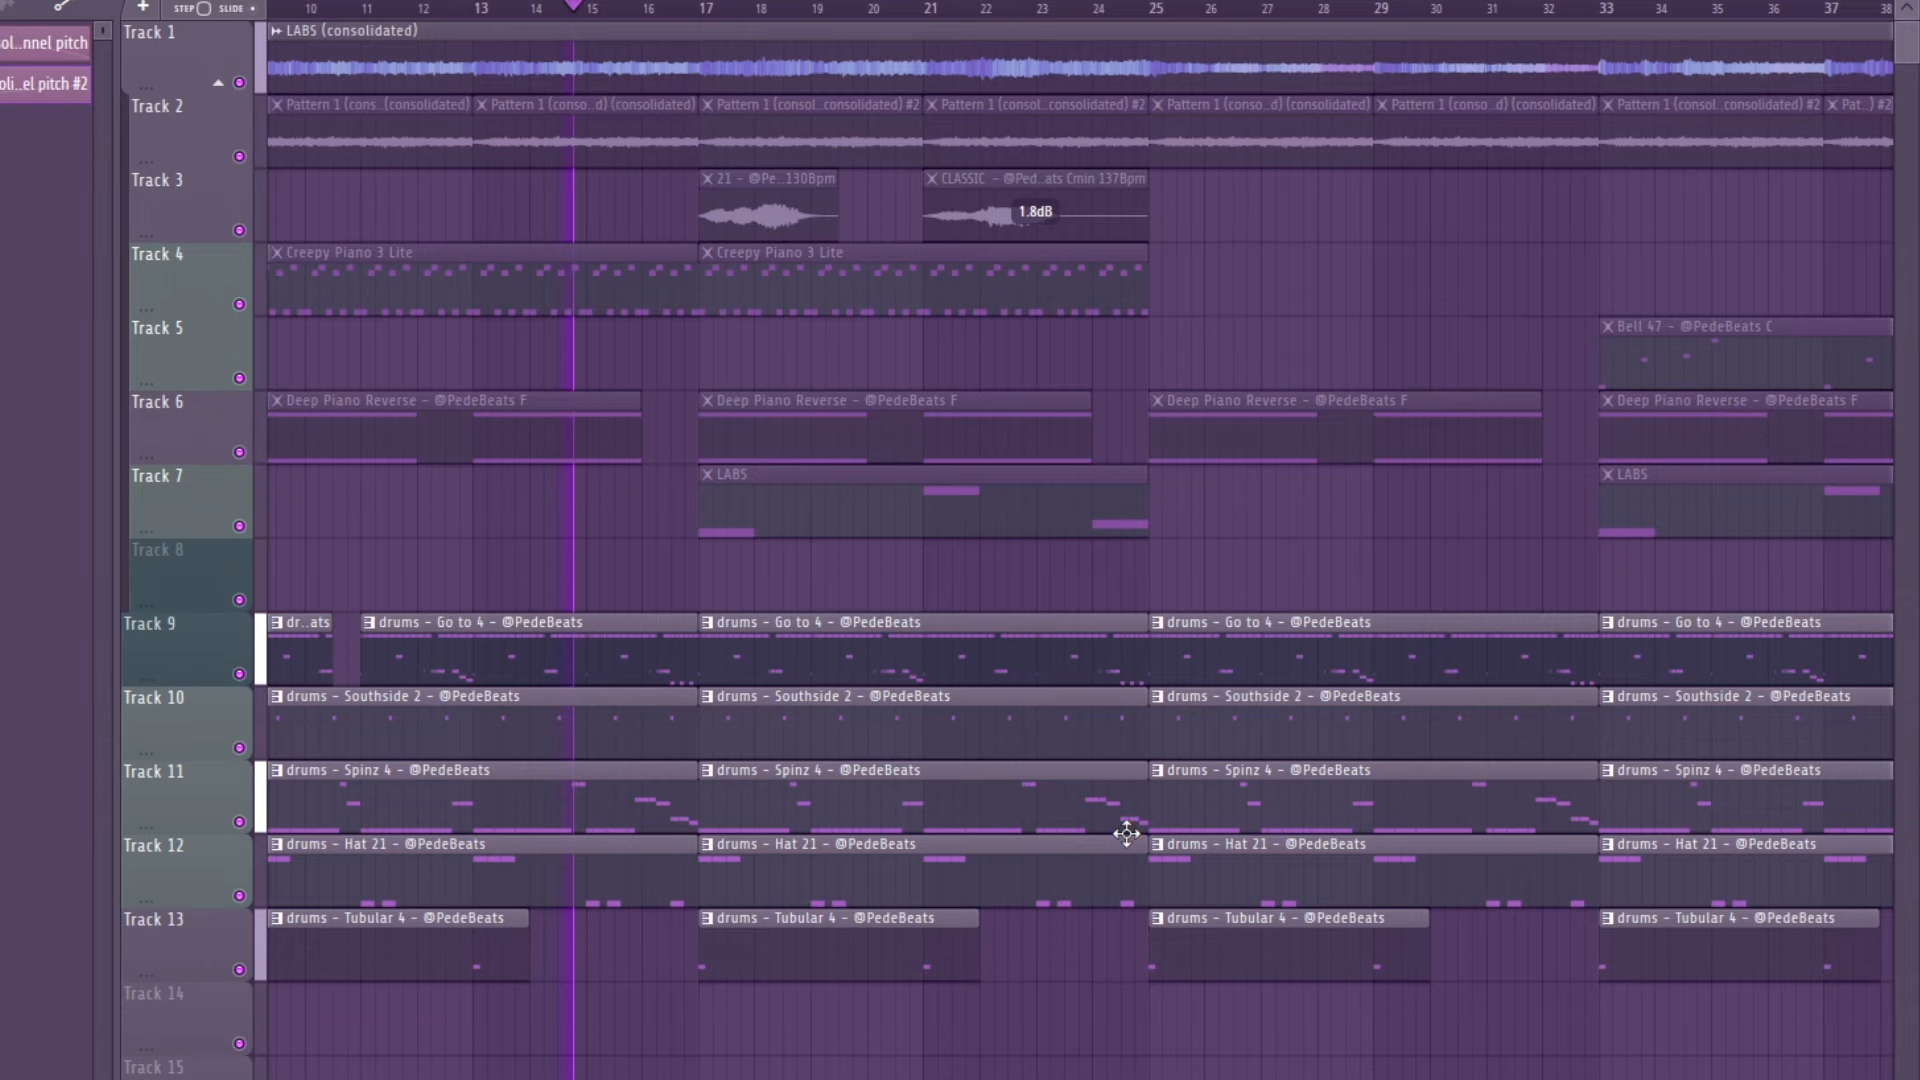 STEP SLIDE
10 11 12 13 14 15 16 17 18 19 20 21 22 23 24 25 26 27 28 29 30 31 32 33 34 35 36 37 38
sol..nnel pitch
oli..el pitch #2
Track 1
LABS (consolidated)
Track 2
Pattern 1 (cons..(consolidated) Pattern 1 (conso..d) (consolidated) Pattern 1 (consol..consolidated) #2 Pattern 1 (consol..consolidated) #2 Pattern 1 (conso..d) (consolidated) Pattern 1 (conso..d) (consolidated) Pattern 1 (consol..consolidated) #2 Pat..) #2
Track 3
21 - @Pe..130Bpm CLASSIC - @Ped..ats Cmin 137Bpm
1.8dB
Track 4
Creepy Piano 3 Lite Creepy Piano 3 Lite
Track 5
Bell 47 - @PedeBeats C
Track 6
Deep Piano Reverse - @PedeBeats F Deep Piano Reverse - @PedeBeats F Deep Piano Reverse - @PedeBeats F Deep Piano Reverse - @PedeBeats F
Track 7
LABS LABS
Track 8
Track 9
dr..ats drums - Go to 4 - @PedeBeats drums - Go to 4 - @PedeBeats drums - Go to 4 - @PedeBeats drums - Go to 4 - @PedeBeats
Track 10
drums - Southside 2 - @PedeBeats drums - Southside 2 - @PedeBeats drums - Southside 2 - @PedeBeats drums - Southside 2 - @PedeBeats
Track 11
drums - Spinz 4 - @PedeBeats drums - Spinz 4 - @PedeBeats drums - Spinz 4 - @PedeBeats drums - Spinz 4 - @PedeBeats
Track 12
drums - Hat 21 - @PedeBeats drums - Hat 21 - @PedeBeats drums - Hat 21 - @PedeBeats drums - Hat 21 - @PedeBeats
Track 13
drums - Tubular 4 - @PedeBeats drums - Tubular 4 - @PedeBeats drums - Tubular 4 - @PedeBeats drums - Tubular 4 - @PedeBeats
Track 14
Track 15